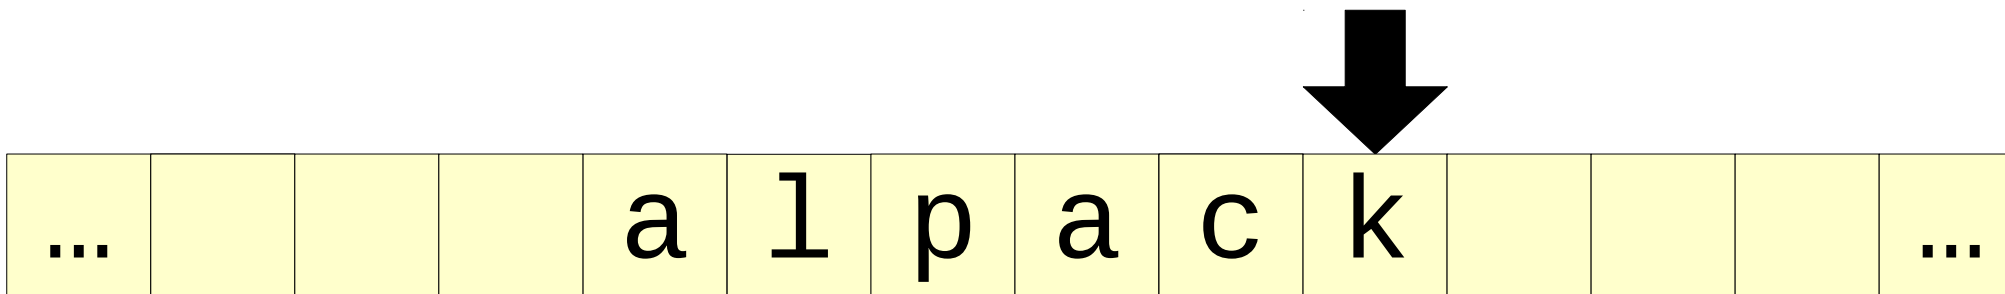 … a l p a c k …